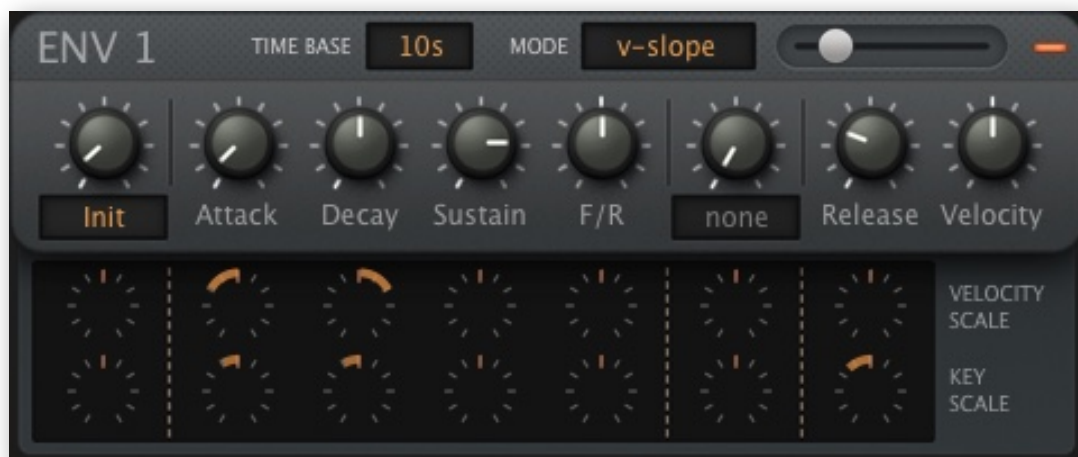 ENV 1 TIME BASE 10s MODE v-slope
Init Attack Decay Sustain F/R none Release Velocity
VELOCITY
SCALE
KEY
SCALE